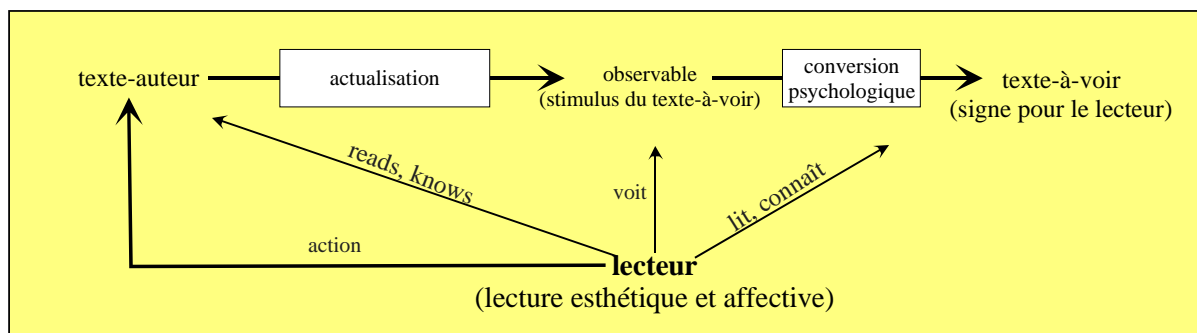 texte-auteur
actualisation
observable
(stimulus du texte-à-voir)
conversion
psychologique
texte-à-voir
(signe pour le lecteur)
reads, knows
voit
lit, connaît
action
lecteur
(lecture esthétique et affective)